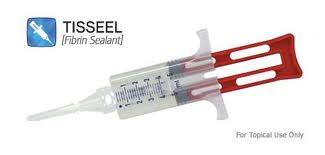 TISSEEL
[Fibrin Sealant]
For Topical Use Only